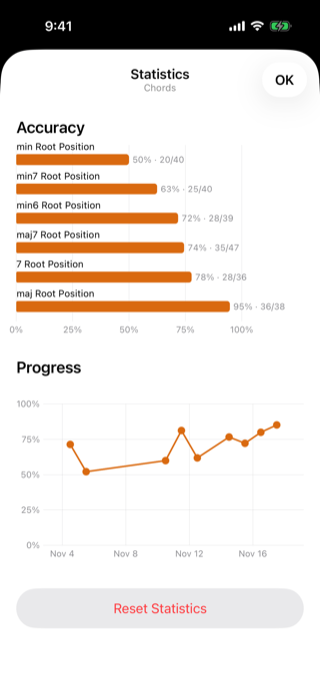 9:41
Statistics
Chords
OK
Accuracy
min Root Position
50% · 20/40
min7 Root Position
63% · 25/40
min6 Root Position
72% · 28/39
maj7 Root Position
74% · 35/47
7 Root Position
78% · 28/36
maj Root Position
95% · 36/38
0% 25% 50% 75% 100%
Progress
100%
75%
50%
25%
0%
Nov 4 Nov 8 Nov 12 Nov 16
Reset Statistics